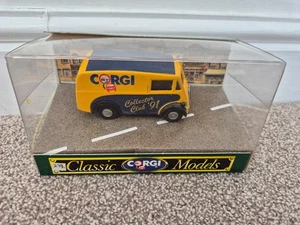 CORGI
Collector
Club '91
Classic CORGI Models